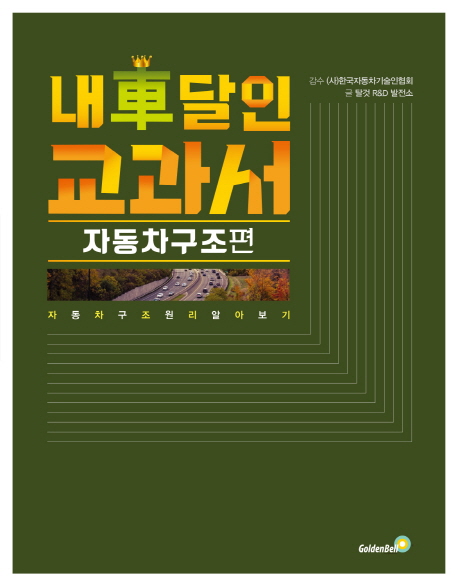 감수 (사)한국자동차기술인협회
글 탈것 R&D 발전소
내車달인
교과서
자동차구조편
자동차구조원리알아보기
GoldenBell